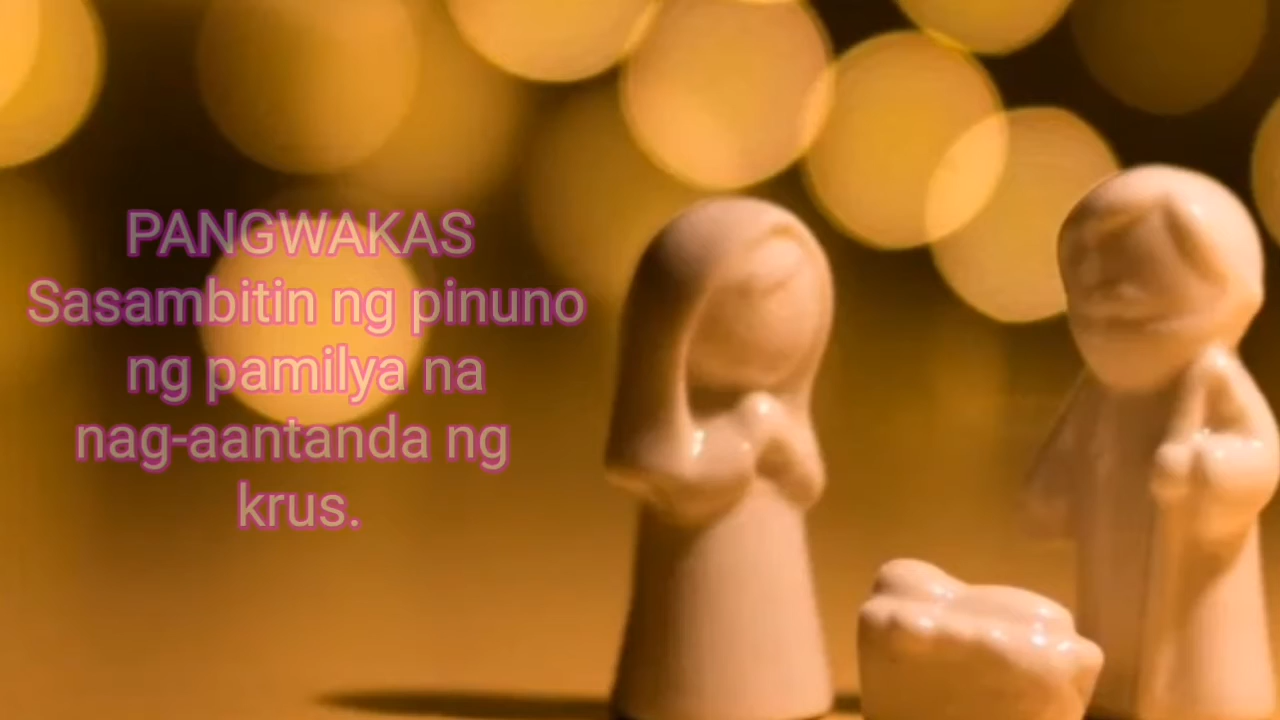 PANGWAKAS
Sasambitin ng pinuno
ng pamilya na
nag-aantanda ng
krus.